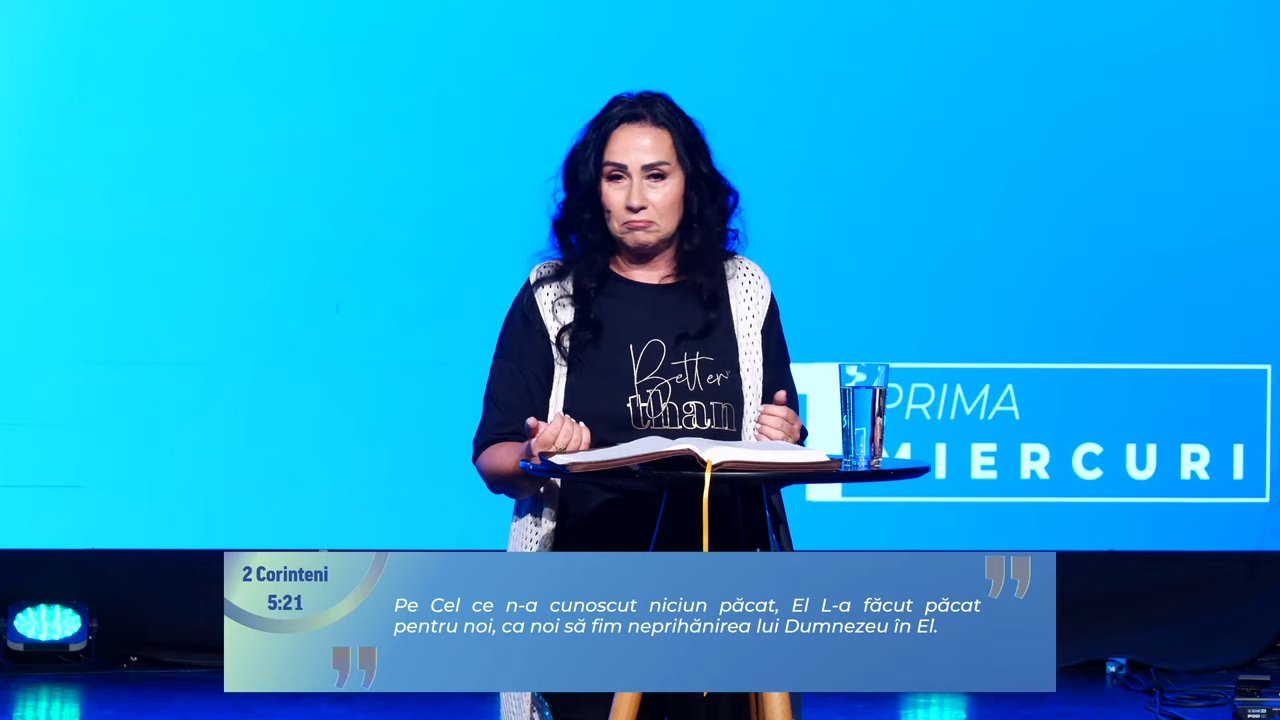 Better
than
PRIMA
MIERCURI
2 Corinteni
5:21
Pe Cel ce n-a cunoscut niciun păcat, El L-a făcut păcat
pentru noi, ca noi să fim neprihănirea lui Dumnezeu în El.